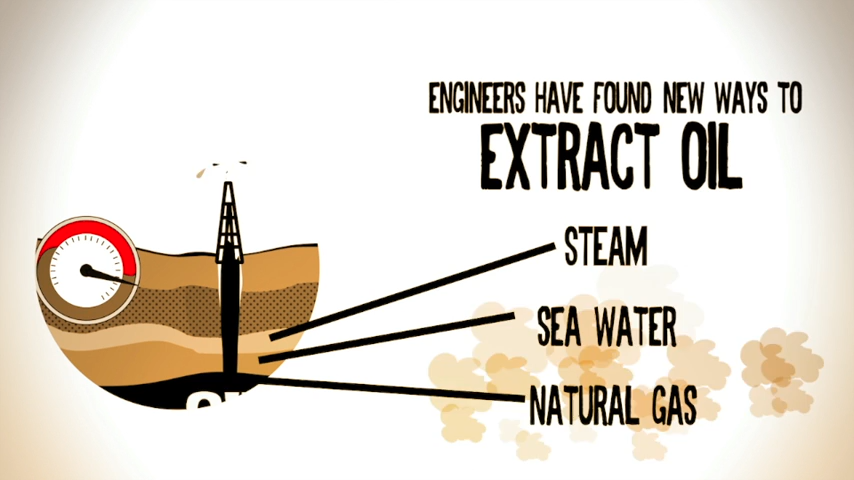 ENGINEERS HAVE FOUND NEW WAYS TO
EXTRACT OIL
STEAM
SEA WATER
NATURAL GAS